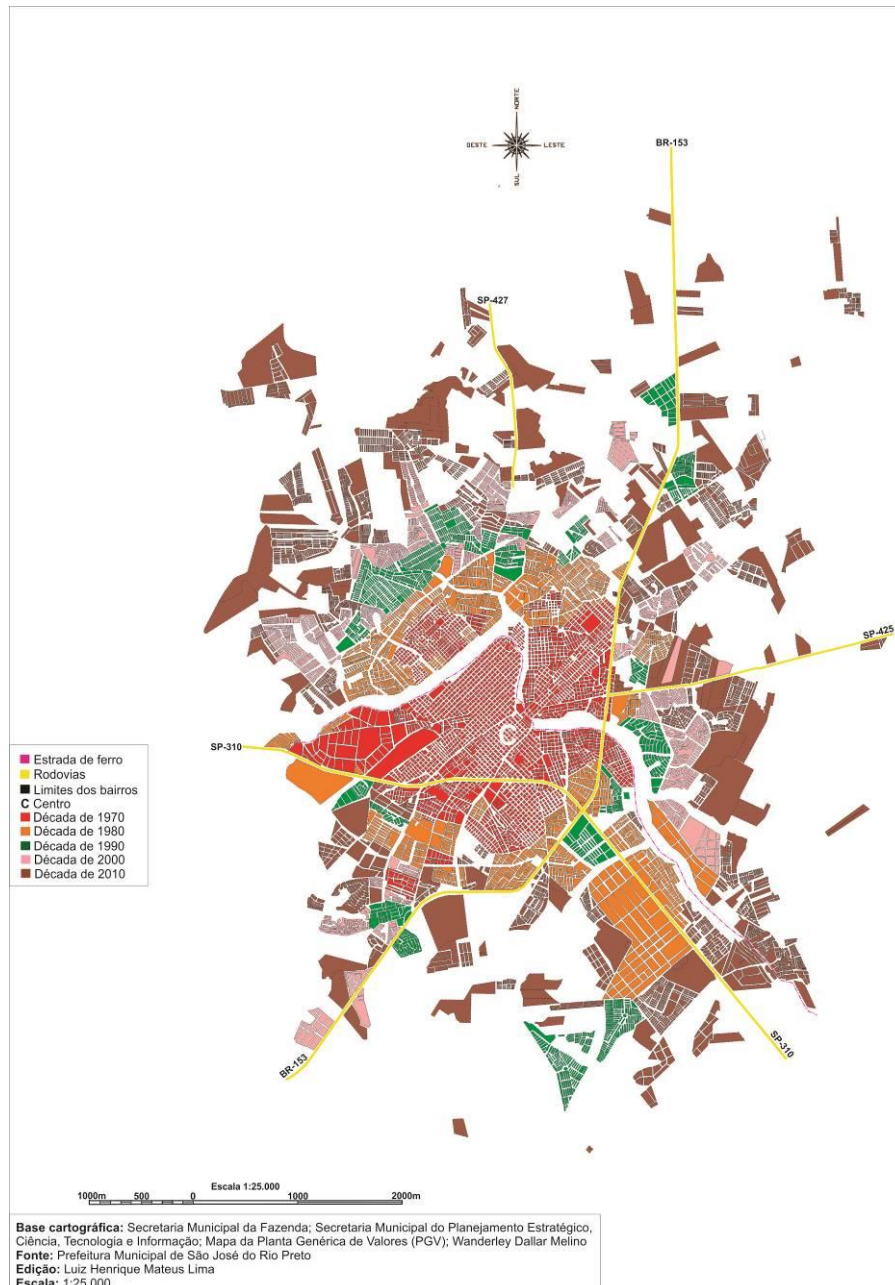 NORTE
OESTE
LESTE
SUL
BR-153
SP-427
SP-425
SP-310
C
Estrada de ferro
Rodovias
Limites dos bairros
C Centro
Década de 1970
Década de 1980
Década de 1990
Década de 2000
Década de 2010
BR-153
SP-310
Escala 1:25.000
1000m 500 0 1000 2000m
Base cartográfica: Secretaria Municipal da Fazenda; Secretaria Municipal do Planejamento Estratégico,
Ciência, Tecnologia e Informação; Mapa da Planta Genérica de Valores (PGV); Wanderley Dallar Melino
Fonte: Prefeitura Municipal de São José do Rio Preto
Edição: Luiz Henrique Mateus Lima
Escala: 1:25.000